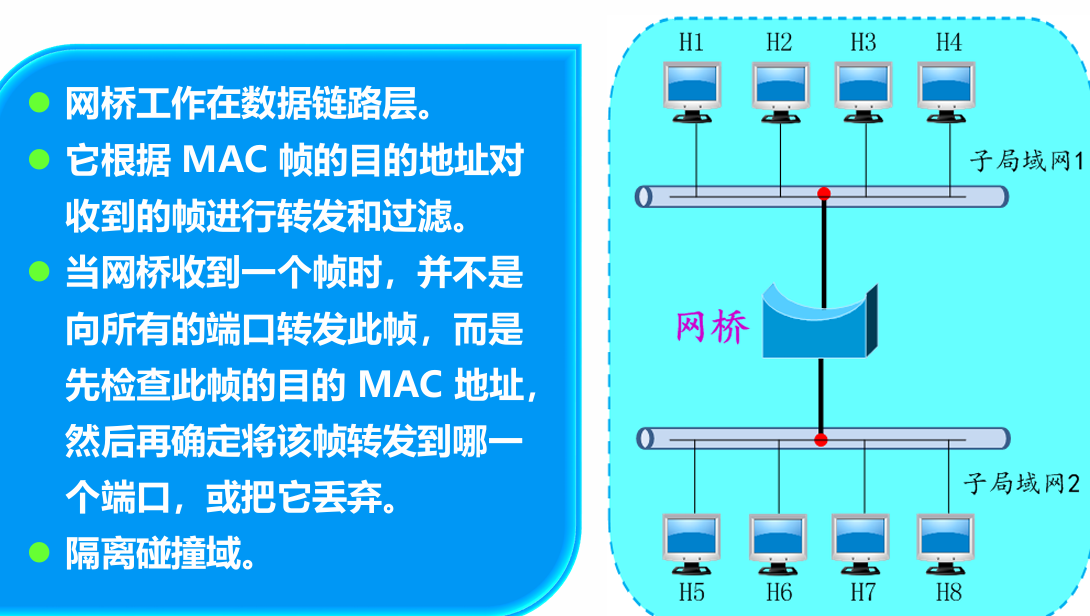 网桥工作在数据链路层。
它根据 MAC 帧的目的地址对
收到的帧进行转发和过滤。
当网桥收到一个帧时，并不是
向所有的端口转发此帧，而是
先检查此帧的目的 MAC 地址，
然后再确定将该帧转发到哪一
个端口，或把它丢弃。
隔离碰撞域。
H1 H2 H3 H4
子局域网1
网桥
子局域网2
H5 H6 H7 H8